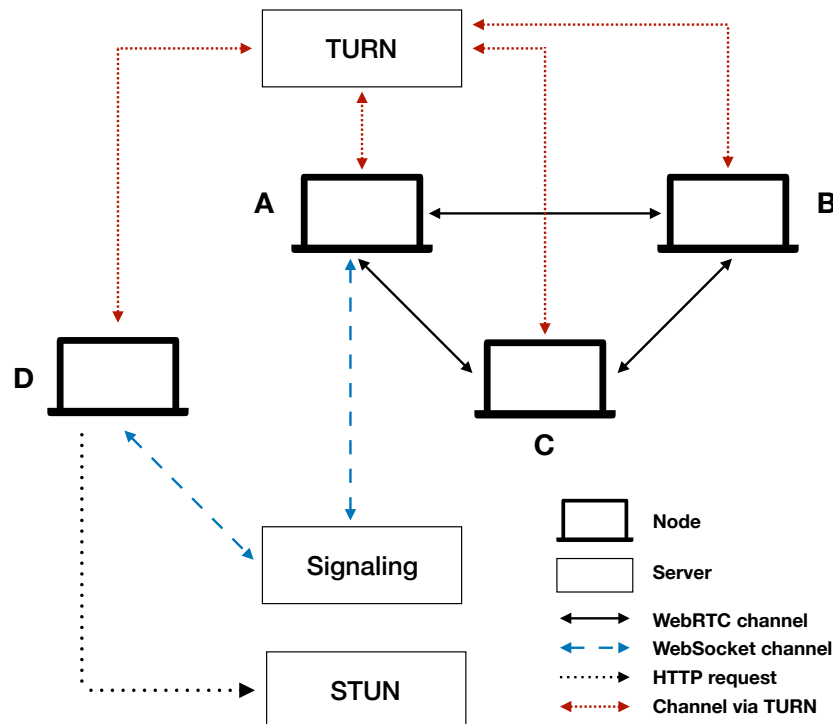 TURN
A
B
D
C
Signaling
STUN
Node
Server
WebRTC channel
WebSocket channel
HTTP request
Channel via TURN